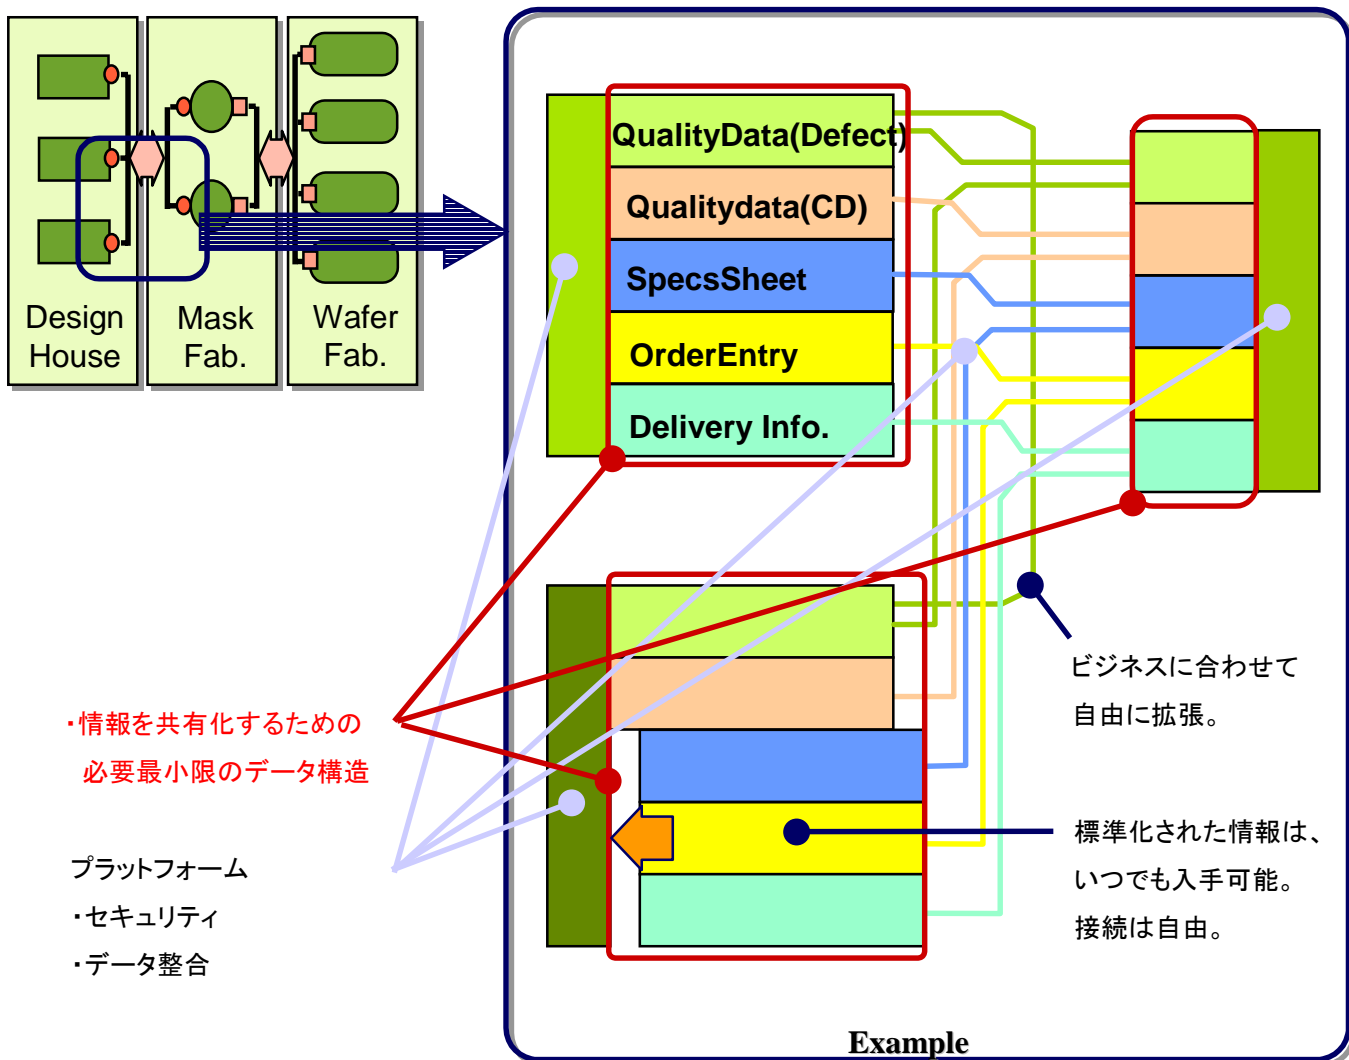 Design
House
Mask
Fab.
Wafer
Fab.
QualityData(Defect)
Qualitydata(CD)
SpecsSheet
OrderEntry
Delivery Info.
ビジネスに合わせて
自由に拡張。
・情報を共有化するための
必要最小限のデータ構造
標準化された情報は、
いつでも入手可能。
接続は自由。
プラットフォーム
・セキュリティ
・データ整合
Example